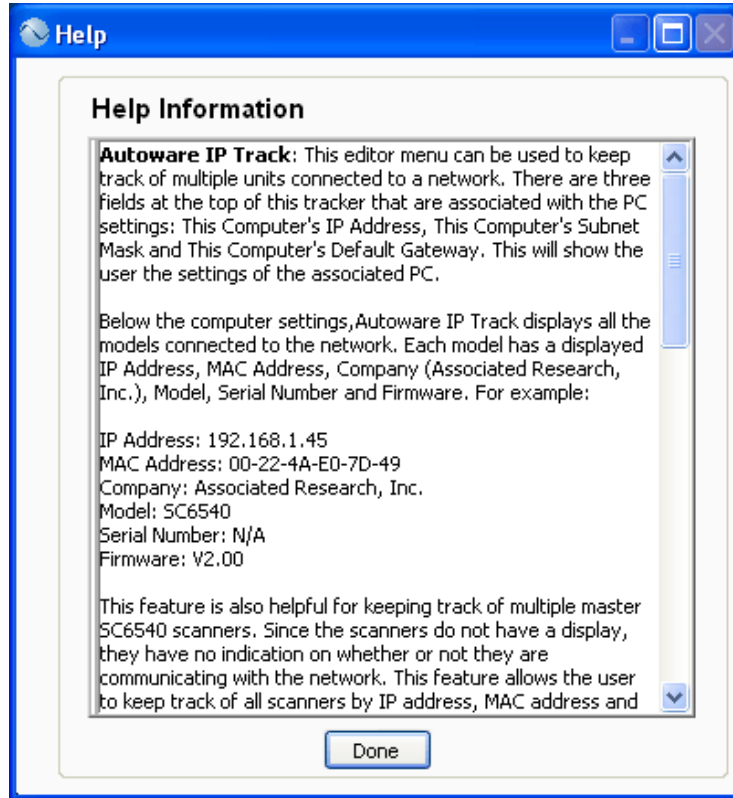 Help
Help Information
Autoware IP Track: This editor menu can be used to keep
track of multiple units connected to a network. There are three
fields at the top of this tracker that are associated with the PC
settings: This Computer's IP Address, This Computer's Subnet
Mask and This Computer's Default Gateway. This will show the
user the settings of the associated PC.
Below the computer settings,Autoware IP Track displays all the
models connected to the network. Each model has a displayed
IP Address, MAC Address, Company (Associated Research,
Inc.), Model, Serial Number and Firmware. For example:
IP Address: 192.168.1.45
MAC Address: 00-22-4A-E0-7D-49
Company: Associated Research, Inc.
Model: SC6540
Serial Number: N/A
Firmware: V2.00
This feature is also helpful for keeping track of multiple master
SC6540 scanners. Since the scanners do not have a display,
they have no indication on whether or not they are
communicating with the network. This feature allows the user
to keep track of all scanners by IP address, MAC address and
Done